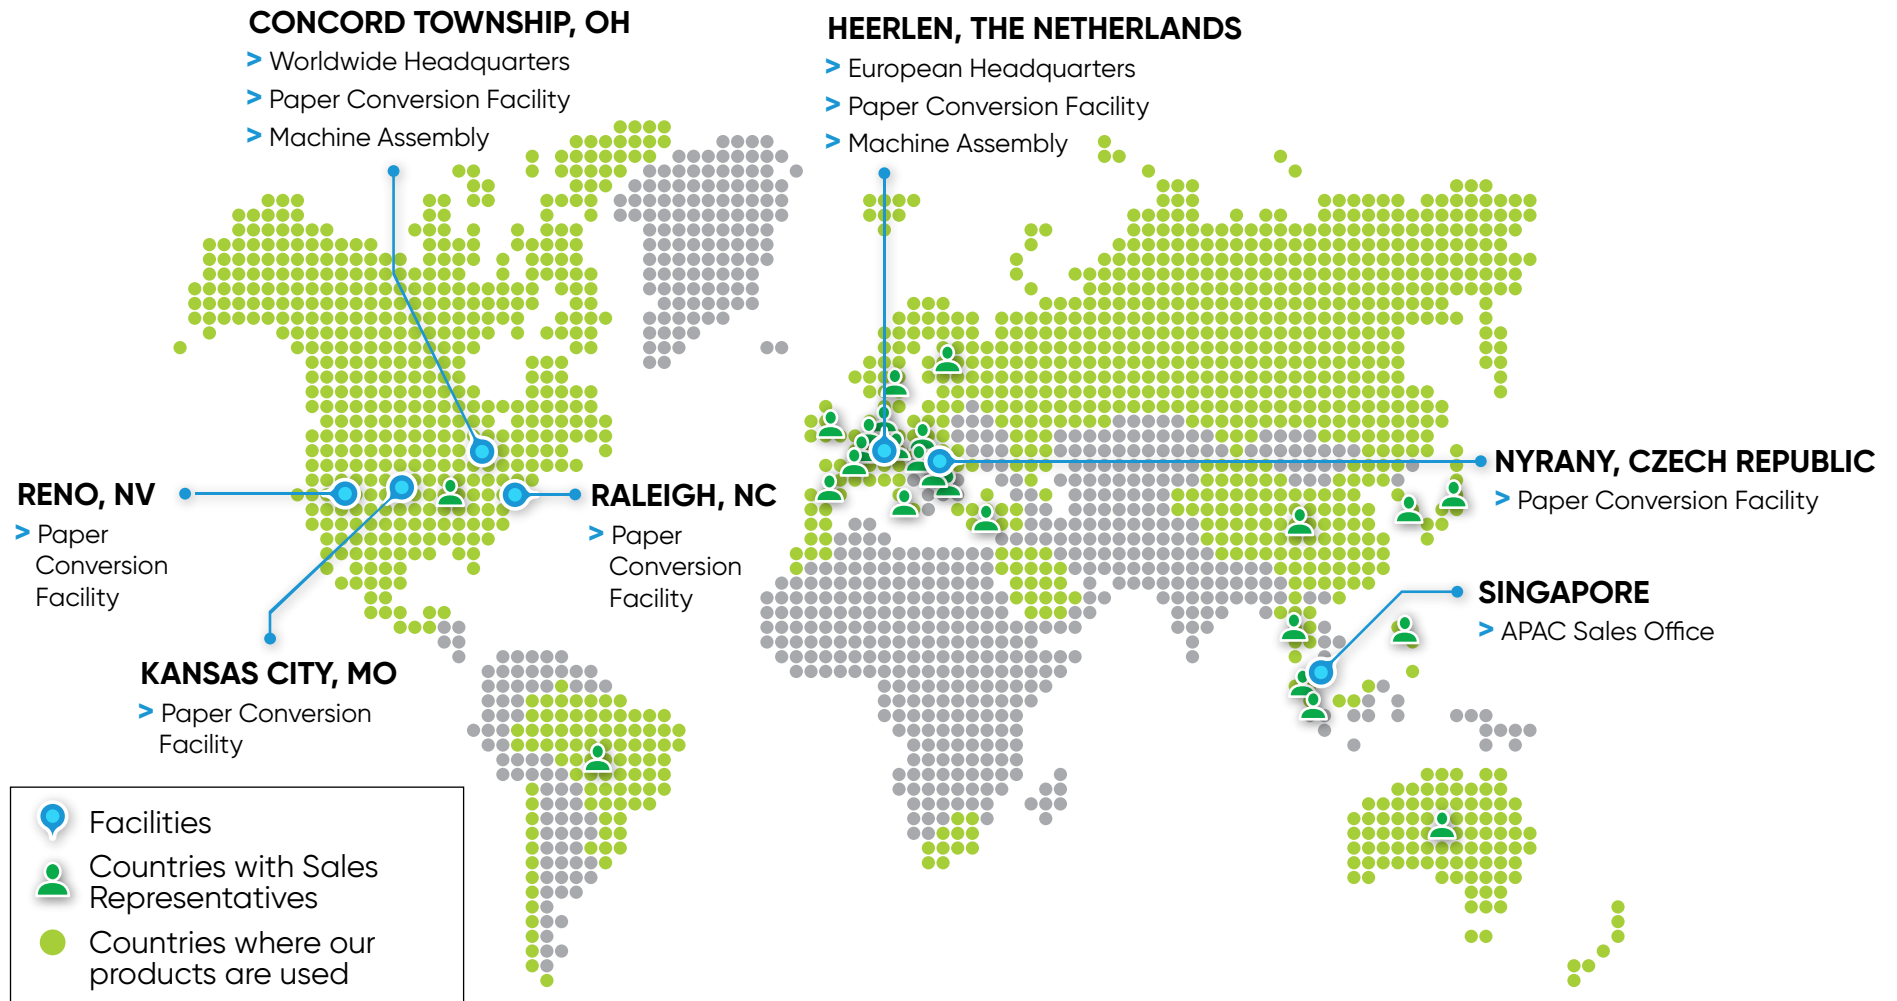 CONCORD TOWNSHIP, OH
> Worldwide Headquarters
> Paper Conversion Facility
> Machine Assembly
HEERLEN, THE NETHERLANDS
> European Headquarters
> Paper Conversion Facility
> Machine Assembly
RENO, NV
> Paper
Conversion
Facility
RALEIGH, NC
> Paper
Conversion
Facility
NYRANY, CZECH REPUBLIC
> Paper Conversion Facility
SINGAPORE
> APAC Sales Office
KANSAS CITY, MO
> Paper Conversion
Facility
Facilities
Countries with Sales
Representatives
Countries where our
products are used